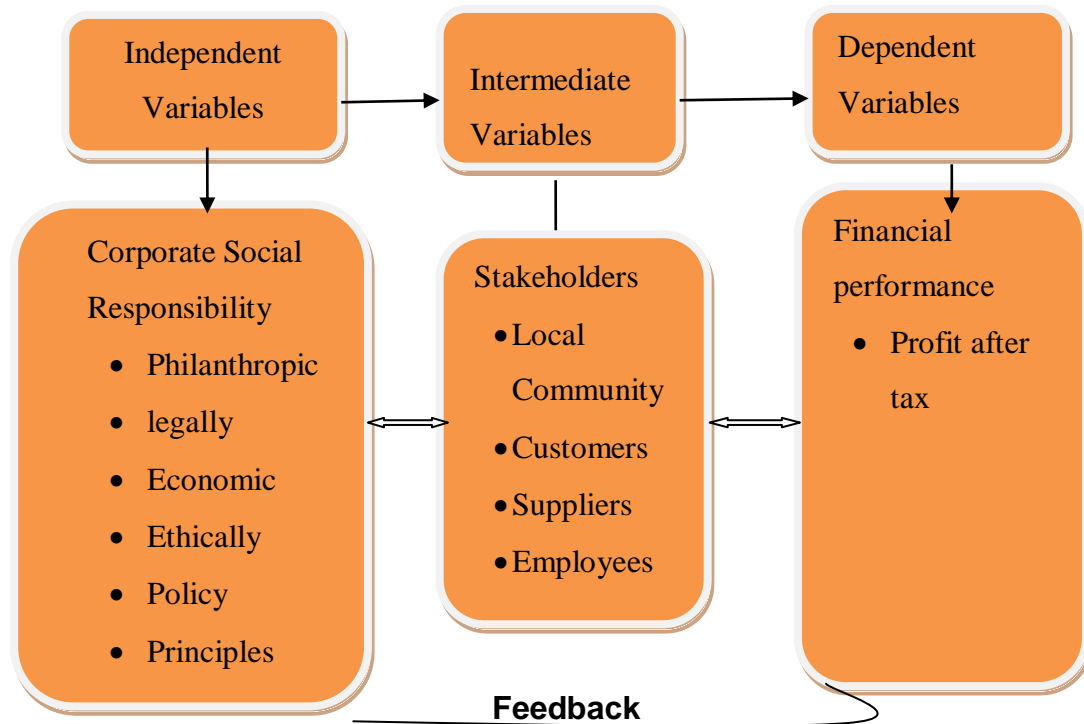 Independent
Variables
Intermediate
Variables
Dependent
Variables
Corporate Social
Responsibility
• Philanthropic
• legally
• Economic
• Ethically
• Policy
• Principles
Stakeholders
• Local
Community
• Customers
• Suppliers
• Employees
Financial
performance
• Profit after
tax
Feedback